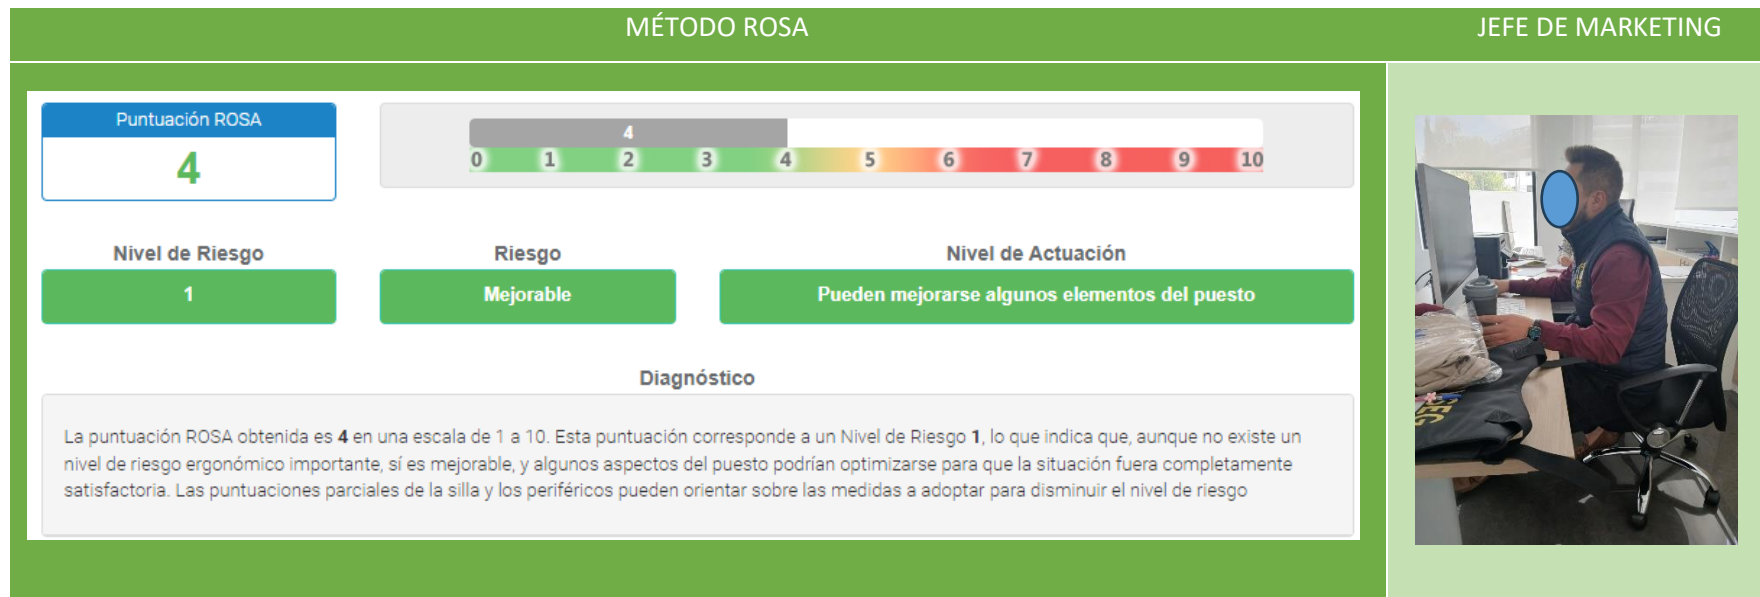 MÉTODO ROSA
JEFE DE MARKETING
Puntuación ROSA
4
4
0 1 2 3 4 5 6 7 8 9 10
Nivel de Riesgo
Riesgo
Nivel de Actuación
1
Mejorable
Pueden mejorarse algunos elementos del puesto
Diagnóstico
La puntuación ROSA obtenida es 4 en una escala de 1 a 10. Esta puntuación corresponde a un Nivel de Riesgo 1, lo que indica que, aunque no existe un
nivel de riesgo ergonómico importante, sí es mejorable, y algunos aspectos del puesto podrían optimizarse para que la situación fuera completamente
satisfactoria. Las puntuaciones parciales de la silla y los periféricos pueden orientar sobre las medidas a adoptar para disminuir el nivel de riesgo